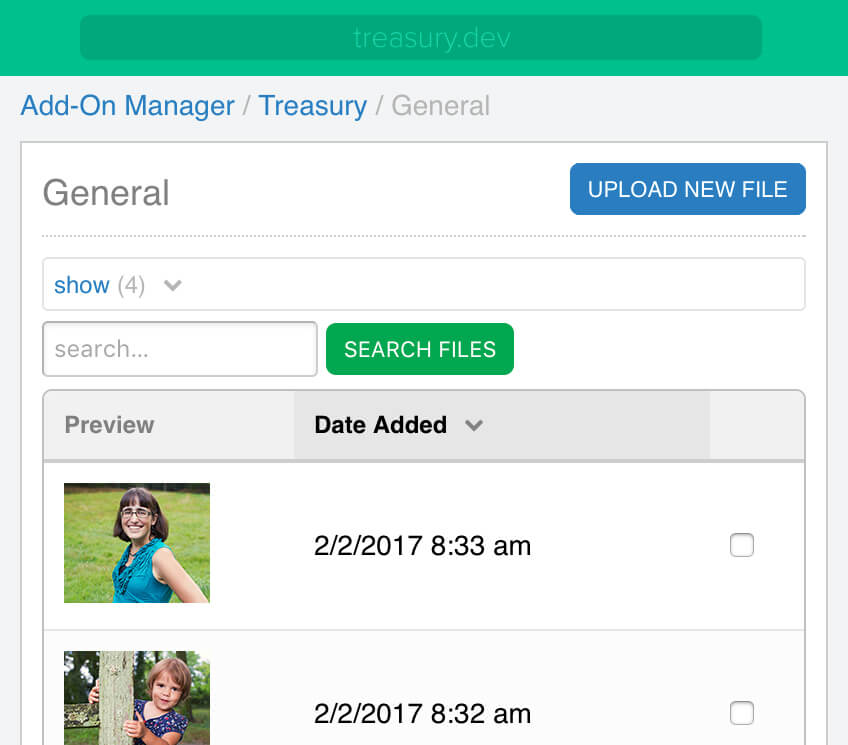 treasury.dev
Add-On Manager / Treasury / General
General
UPLOAD NEW FILE
show (4)
search...
SEARCH FILES
Preview
Date Added
2/2/2017 8:33 am
2/2/2017 8:32 am